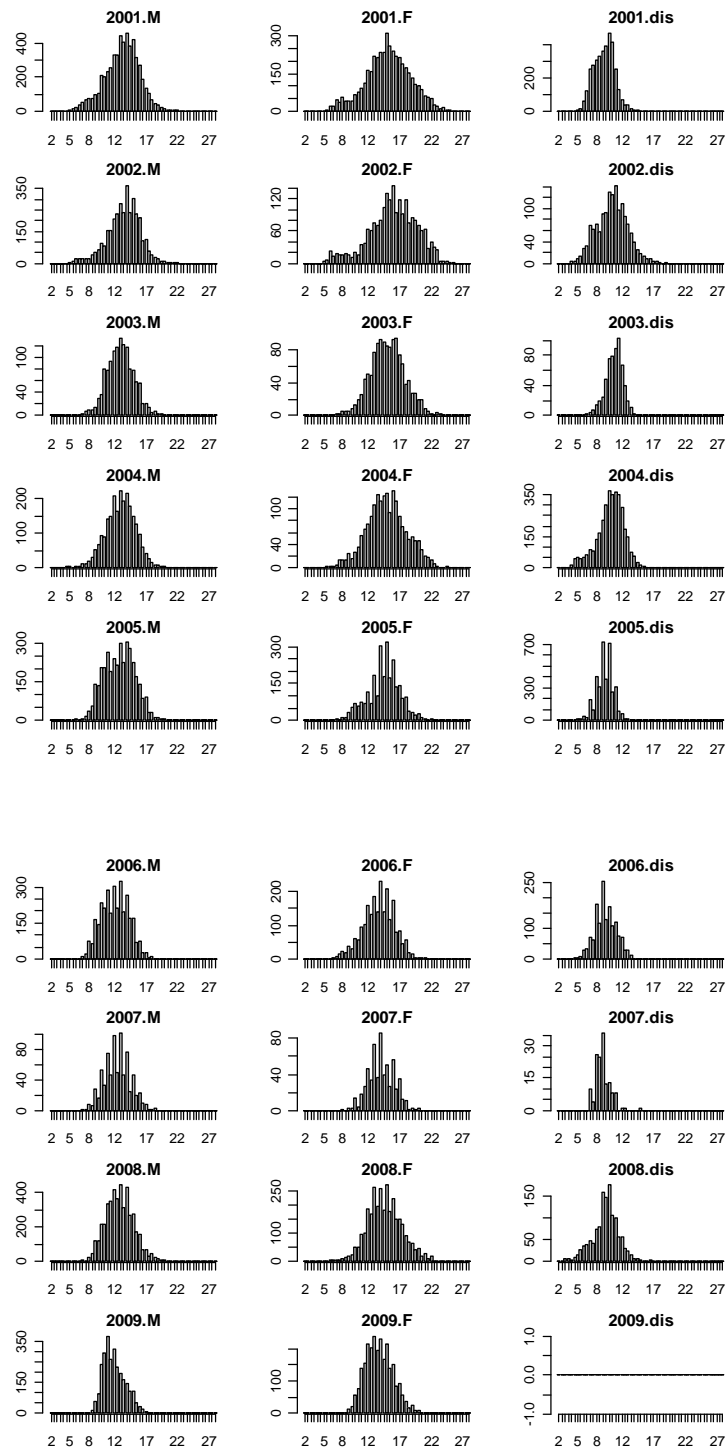 2001.M 2001.F 2001.dis
0 200 400 0 50 150 300 0 200
2 5 8 12 17 22 27 2 5 8 12 17 22 27 2 5 8 12 17 22 27
2002.M 2002.F 2002.dis
0 150 350 0 60 120 0 40 100
2 5 8 12 17 22 27 2 5 8 12 17 22 27 2 5 8 12 17 22 27
2003.M 2003.F 2003.dis
0 40 100 0 40 80 0 40 80
2 5 8 12 17 22 27 2 5 8 12 17 22 27 2 5 8 12 17 22 27
2004.M 2004.F 2004.dis
0 100 200 0 40 100 0 150 350
2 5 8 12 17 22 27 2 5 8 12 17 22 27 2 5 8 12 17 22 27
2005.M 2005.F 2005.dis
0 150 300 0 150 300 0 300 700
2 5 8 12 17 22 27 2 5 8 12 17 22 27 2 5 8 12 17 22 27
2006.M 2006.F 2006.dis
0 150 300 0 100 200 0 100 250
2 5 8 12 17 22 27 2 5 8 12 17 22 27 2 5 8 12 17 22 27
2007.M 2007.F 2007.dis
0 40 80 0 40 80 0 15 30
2 5 8 12 17 22 27 2 5 8 12 17 22 27 2 5 8 12 17 22 27
2008.M 2008.F 2008.dis
0 200 400 0 100 250 0 50 150
2 5 8 12 17 22 27 2 5 8 12 17 22 27 2 5 8 12 17 22 27
2009.M 2009.F 2009.dis
0 150 350 0 100 -1.0 0.0 1.0
2 5 8 12 17 22 27 2 5 8 12 17 22 27 2 5 8 12 17 22 27